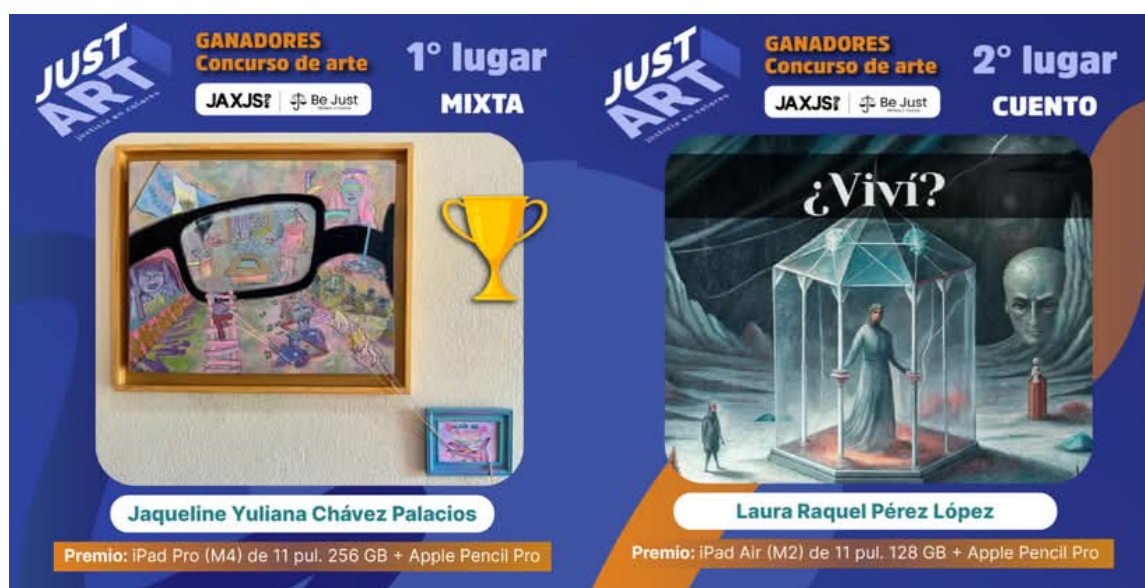 JUST
ART
justicia en colores
GANADORES
Concurso de arte
JAXJS
Be Just
1° lugar
MIXTA
Jaqueline Yuliana Chávez Palacios
Premio: iPad Pro (M4) de 11 pul. 256 GB + Apple Pencil Pro
JUST
ART
justicia en colores
GANADORES
Concurso de arte
JAXJS
Be Just
2° lugar
CUENTO
¿Viví?
Laura Raquel Pérez López
Premio: iPad Air (M2) de 11 pul. 128 GB + Apple Pencil Pro